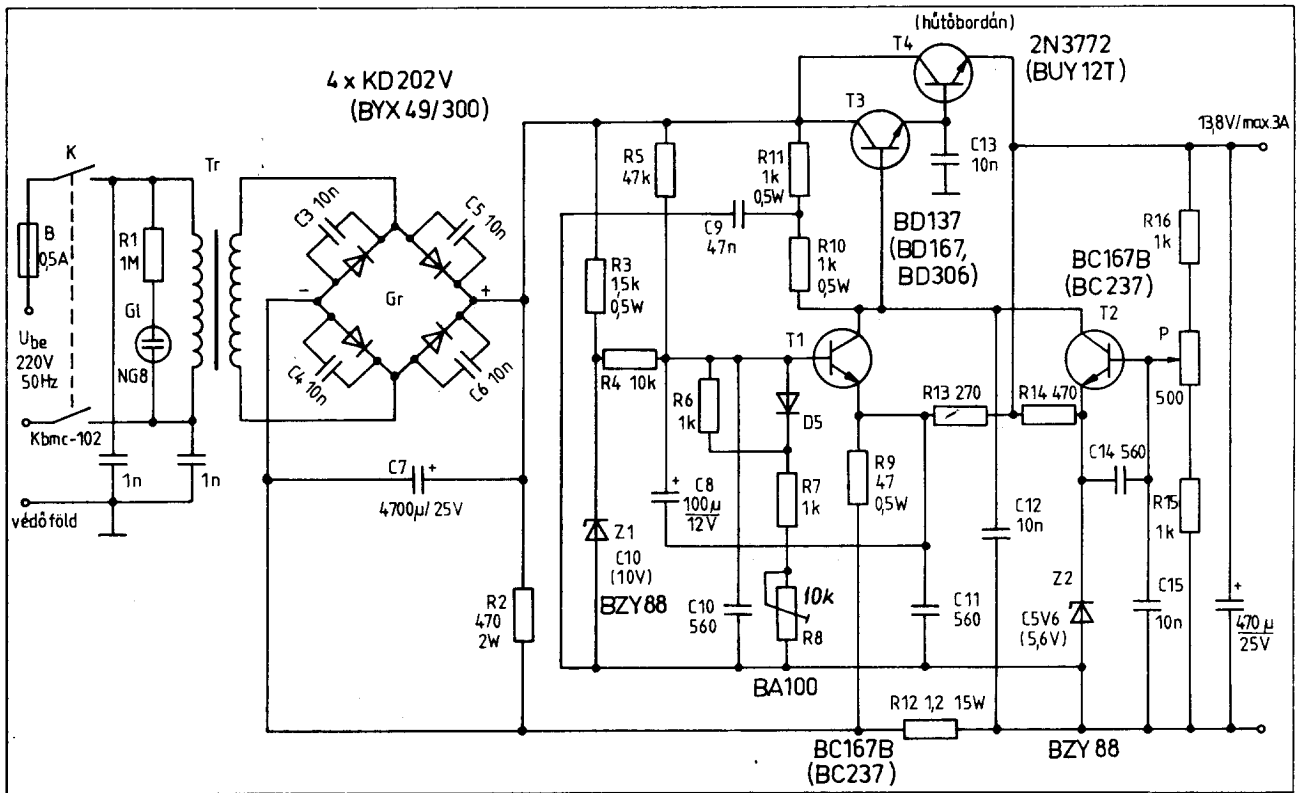 (hűtőbordán)
T4
2N3772
(BUY12T)
4 x KD202V
(BYX 49/300)
T3
13,8V/max.3A
K
Tr
B
0,5A
R1
1M
Gl
NG8
Ube
220V
50Hz
Kbmc-102
1n
1n
védőföld
C3 10n
C5 10n
C4 10n
C6 10n
Gr
-
+
C7
+
4700µ/25V
R2
470
2W
R5
47k
R11
1k
0,5W
C13
10n
C9
47n
R10
1k
0,5W
BD137
(BD167,
BD306)
R3
1,5k
0,5W
R16
1k
BC167B
(BC237)
T2
T1
P
500
R4 10k
R6
1k
D5
R13 270
R14 470
C14 560
R9
47
0,5W
+
C8
100µ
12V
R7
1k
R15
1k
C12
10n
Z1
C10
(10V)
BZY88
C10
560
10k
R8
C11
560
Z2
C5V6
(5,6V)
C15
10n
+
470µ
25V
BA100
R12 1,2 15W
BC167B
(BC237)
BZY 88